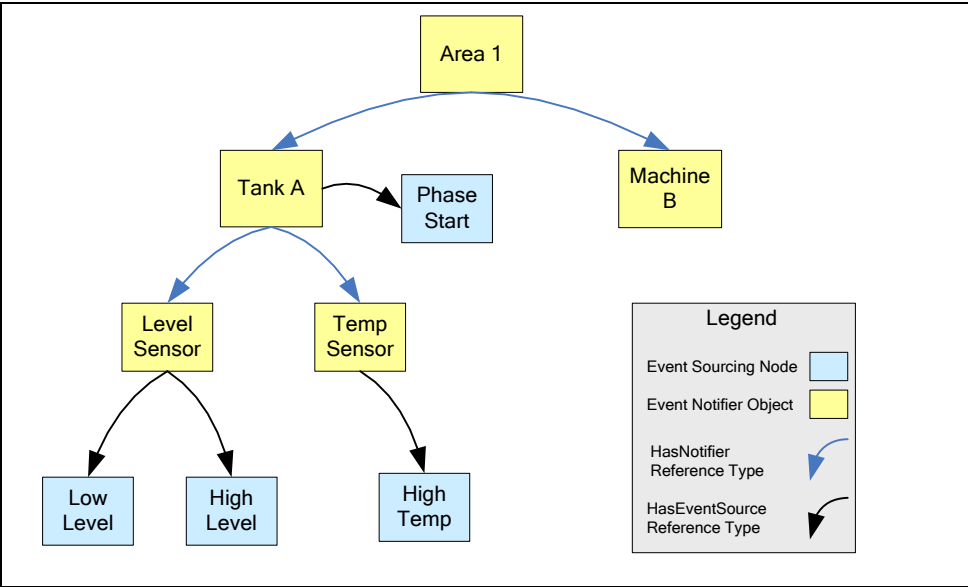 Area 1
Tank A
Phase
Start
Machine
B
Level
Sensor
Temp
Sensor
Low
Level
High
Level
High
Temp
Legend
Event Sourcing Node
Event Notifier Object
HasNotifier
Reference Type
HasEventSource
Reference Type